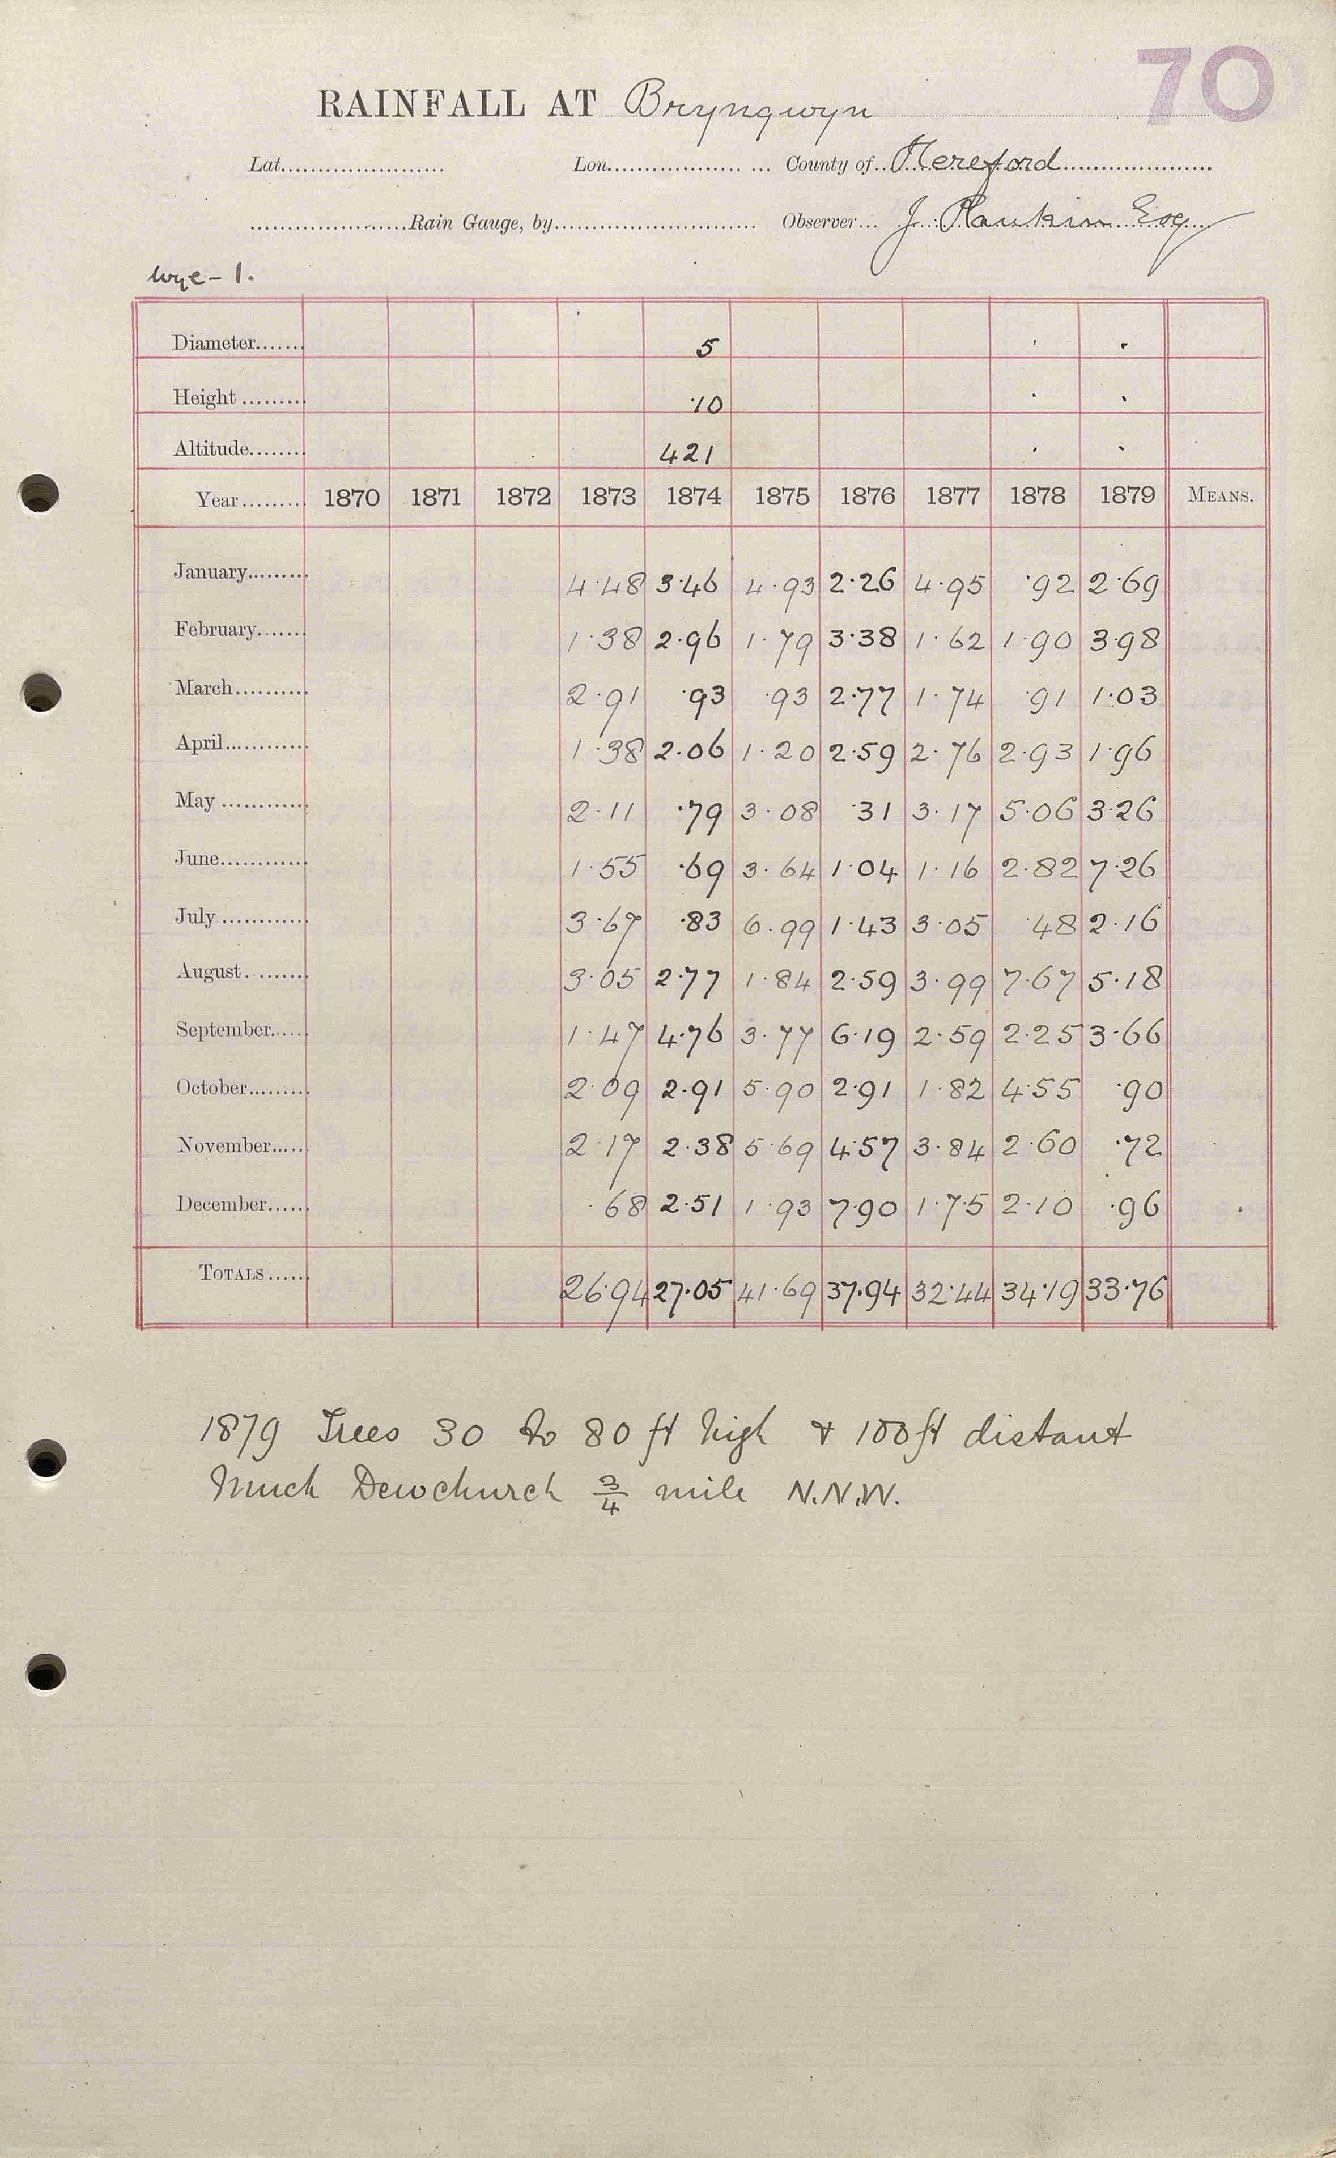 70
RAINFALL AT Bryngwyn
Lat...................... Lon.................. ... County of..Hereford.....................
......................Rain Gauge, by........................... Observer... J. Rankin Esq
Wye - 1.
Diameter....... 5
Height ......... ·10
Altitude........ 421
Year......... 1870 1871 1872 1873 1874 1875 1876 1877 1878 1879 MEANS.
January......... 4·48 3·46 4·93 2·26 4·95 ·92 2·69
February....... 1·38 2·96 1·79 3·38 1·62 1·90 3·98
March.......... 2·91 ·93 ·93 2·77 1·74 ·91 1·03
April............ 1·38 2·06 1·20 2·59 2·76 2·93 1·96
May ............ 2·11 ·79 3·08 ·31 3·17 5·06 3·26
June............ 1·55 ·69 3·64 1·04 1·16 2·82 7·26
July ............ 3·67 ·83 6·99 1·43 3·05 ·48 2·16
August......... 3·05 2·77 1·84 2·59 3·99 7·67 5·18
September..... 1·47 4·76 3·77 6·19 2·59 2·25 3·66
October......... 2·09 2·91 5·90 2·91 1·82 4·55 ·90
November...... 2·17 2·38 5·69 4·57 3·84 2·60 ·72
December...... ·68 2·51 1·93 7·90 1·75 2·10 ·96
TOTALS...... 26·94 27·05 41·69 37·94 32·44 34·19 33·76
1879 Trees 30 to 80 ft high & 100 ft distant
Much Dewchurch 3/4 mile N.N.W.